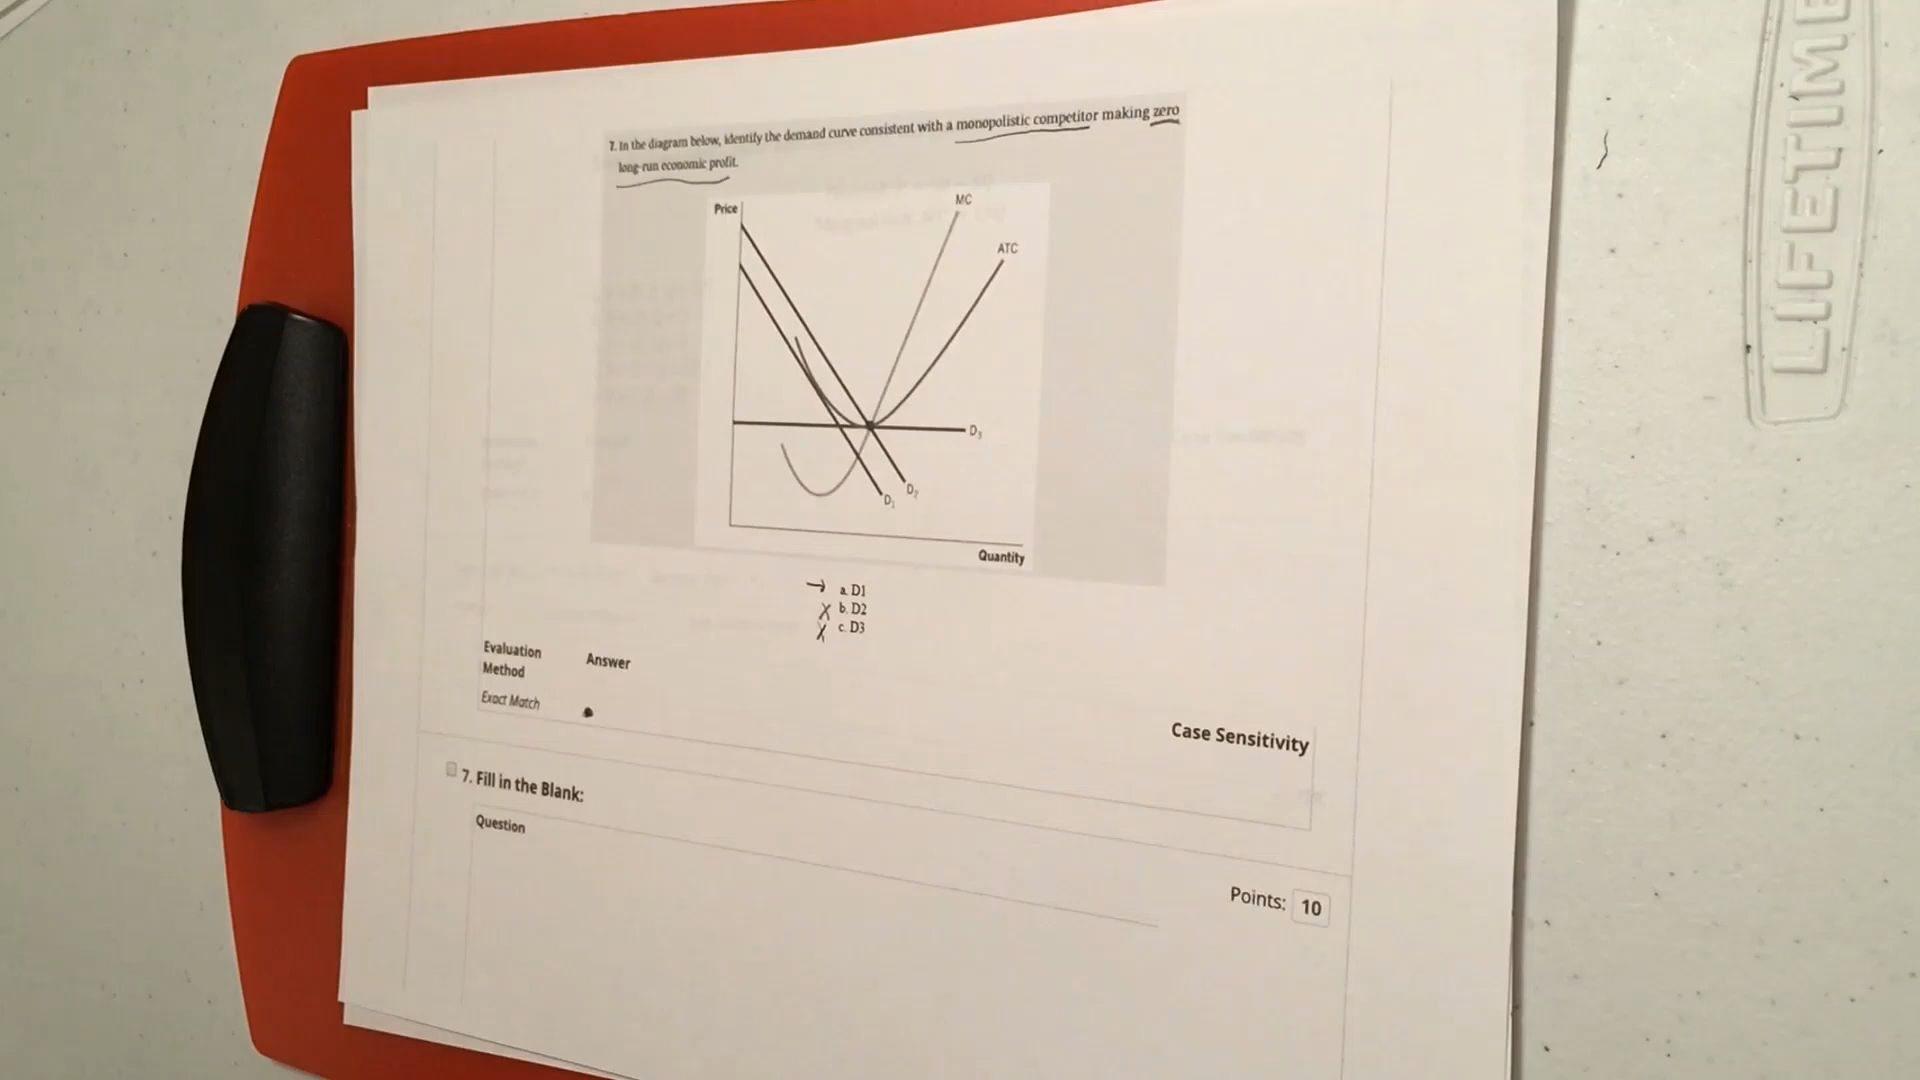 7. In the diagram below, identify the demand curve consistent with a monopolistic competitor making zero
long-run economic profit.
Price
MC
ATC
D3
D2
D1
Quantity
→ a. D1
X b. D2
X c. D3
Evaluation
Method
Answer
Exact Match
Case Sensitivity
7. Fill in the Blank:
Question
Points: 10
LIFETIME